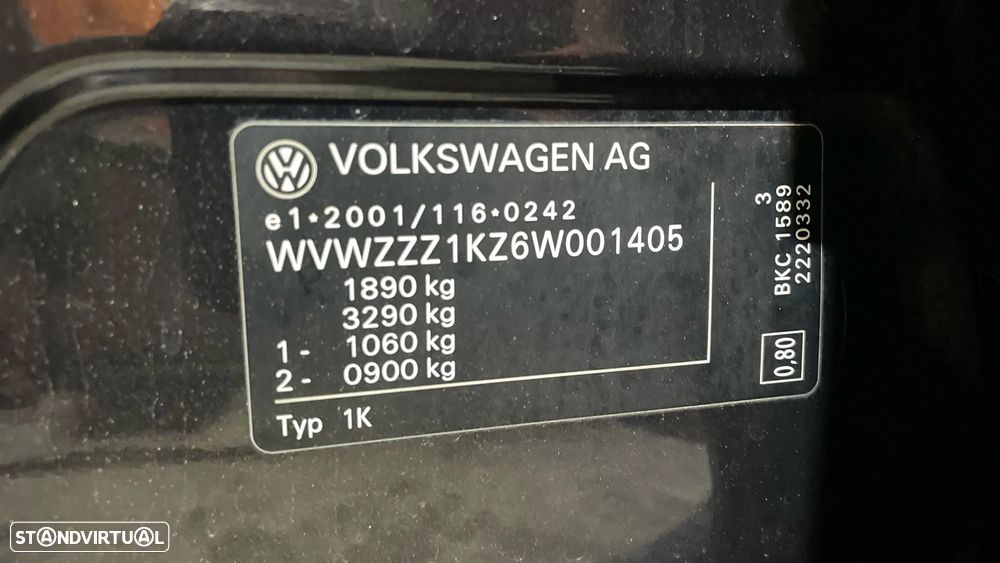 VOLKSWAGEN AG
e1*2001/116*0242
WVWZZZ1KZ6W001405
1890 kg
3290 kg
1 - 1060 kg
2 - 0900 kg
Typ 1K
3
BKC 1589
2220332
0,80
STANDVIRTUAL